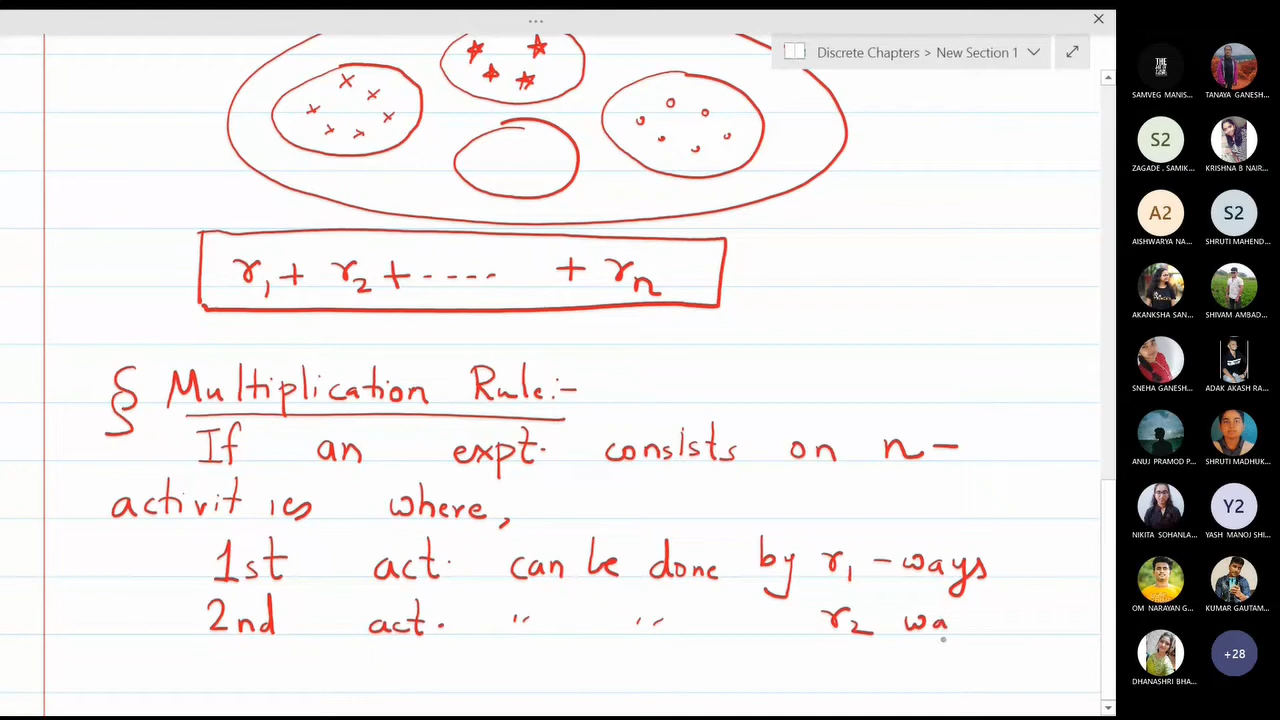 Discrete Chapters > New Section 1
r₁ + r₂ + ---- + rₙ
§ Multiplication Rule:-
If an expt. consists on n-
activities where,
1st act. can be done by r₁ - ways
2nd act. " " r₂ wa
SAMVEG MANIS...
TANAYA GANESH...
S2
ZAGADE . SAMIK...
KRISHNA B NAIR...
A2
AISHWARYA NA...
S2
SHRUTI MAHEND...
AKANKSHA SAN...
SHIVAM AMBAD...
SNEHA GANESH...
ADAK AKASH RA...
ANUJ PRAMOD P...
SHRUTI MADHUK...
NIKITA SOHANLA...
Y2
YASH MANOJ SHI...
OM NARAYAN G...
KUMAR GAUTAM...
DHANASHRI BHA...
+28